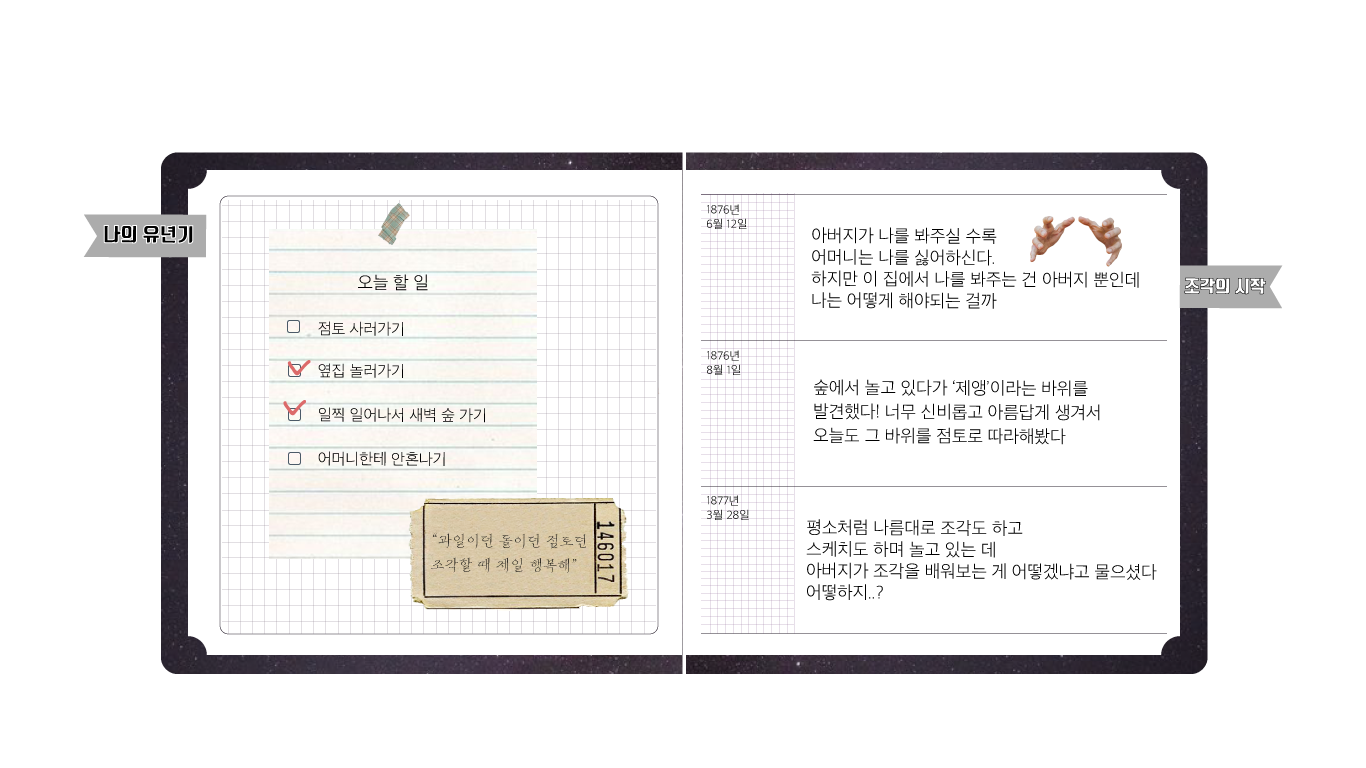 나의 유년기
오늘 할 일
점토 사러가기
옆집 놀러가기
일찍 일어나서 새벽 숲 가기
어머니한테 안혼나기
“과일이던 돌이던 점토던
조각할 때 제일 행복해”
146017
1876년
6월 12일
아버지가 나를 봐주실 수록
어머니는 나를 싫어하신다.
하지만 이 집에서 나를 봐주는 건 아버지 뿐인데
나는 어떻게 해야되는 걸까
조각의 시작
1876년
8월 1일
숲에서 놀고 있다가 ‘제앵’이라는 바위를
발견했다! 너무 신비롭고 아름답게 생겨서
오늘도 그 바위를 점토로 따라해봤다
1877년
3월 28일
평소처럼 나름대로 조각도 하고
스케치도 하며 놀고 있는 데
아버지가 조각을 배워보는 게 어떻겠냐고 물으셨다
어떻하지..?